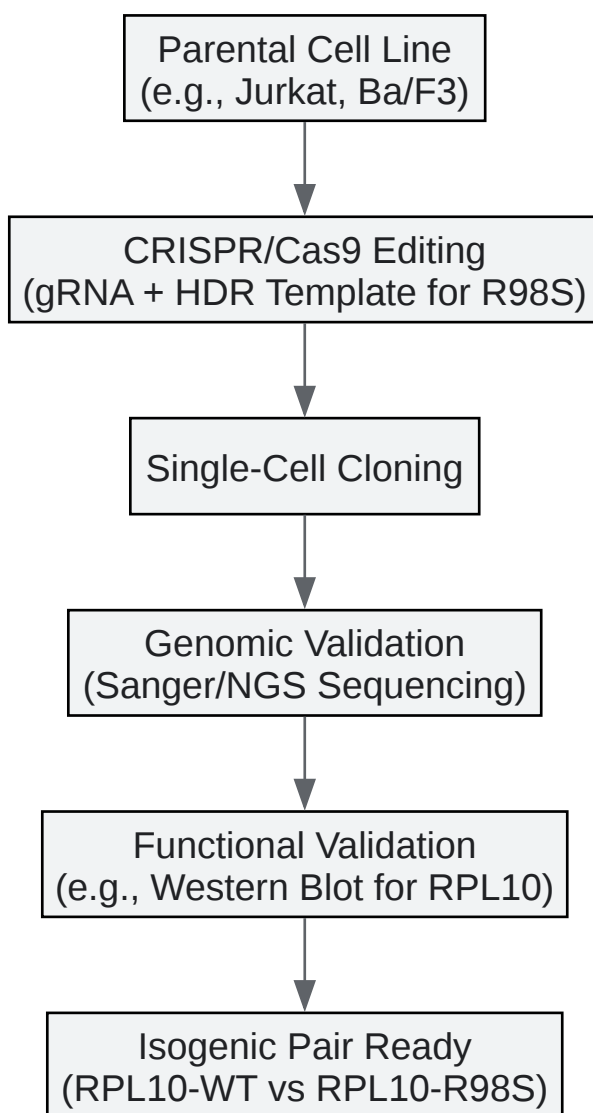 Parental Cell Line
(e.g., Jurkat, Ba/F3)
CRISPR/Cas9 Editing
(gRNA + HDR Template for R98S)
Single-Cell Cloning
Genomic Validation
(Sanger/NGS Sequencing)
Functional Validation
(e.g., Western Blot for RPL10)
Isogenic Pair Ready
(RPL10-WT vs RPL10-R98S)